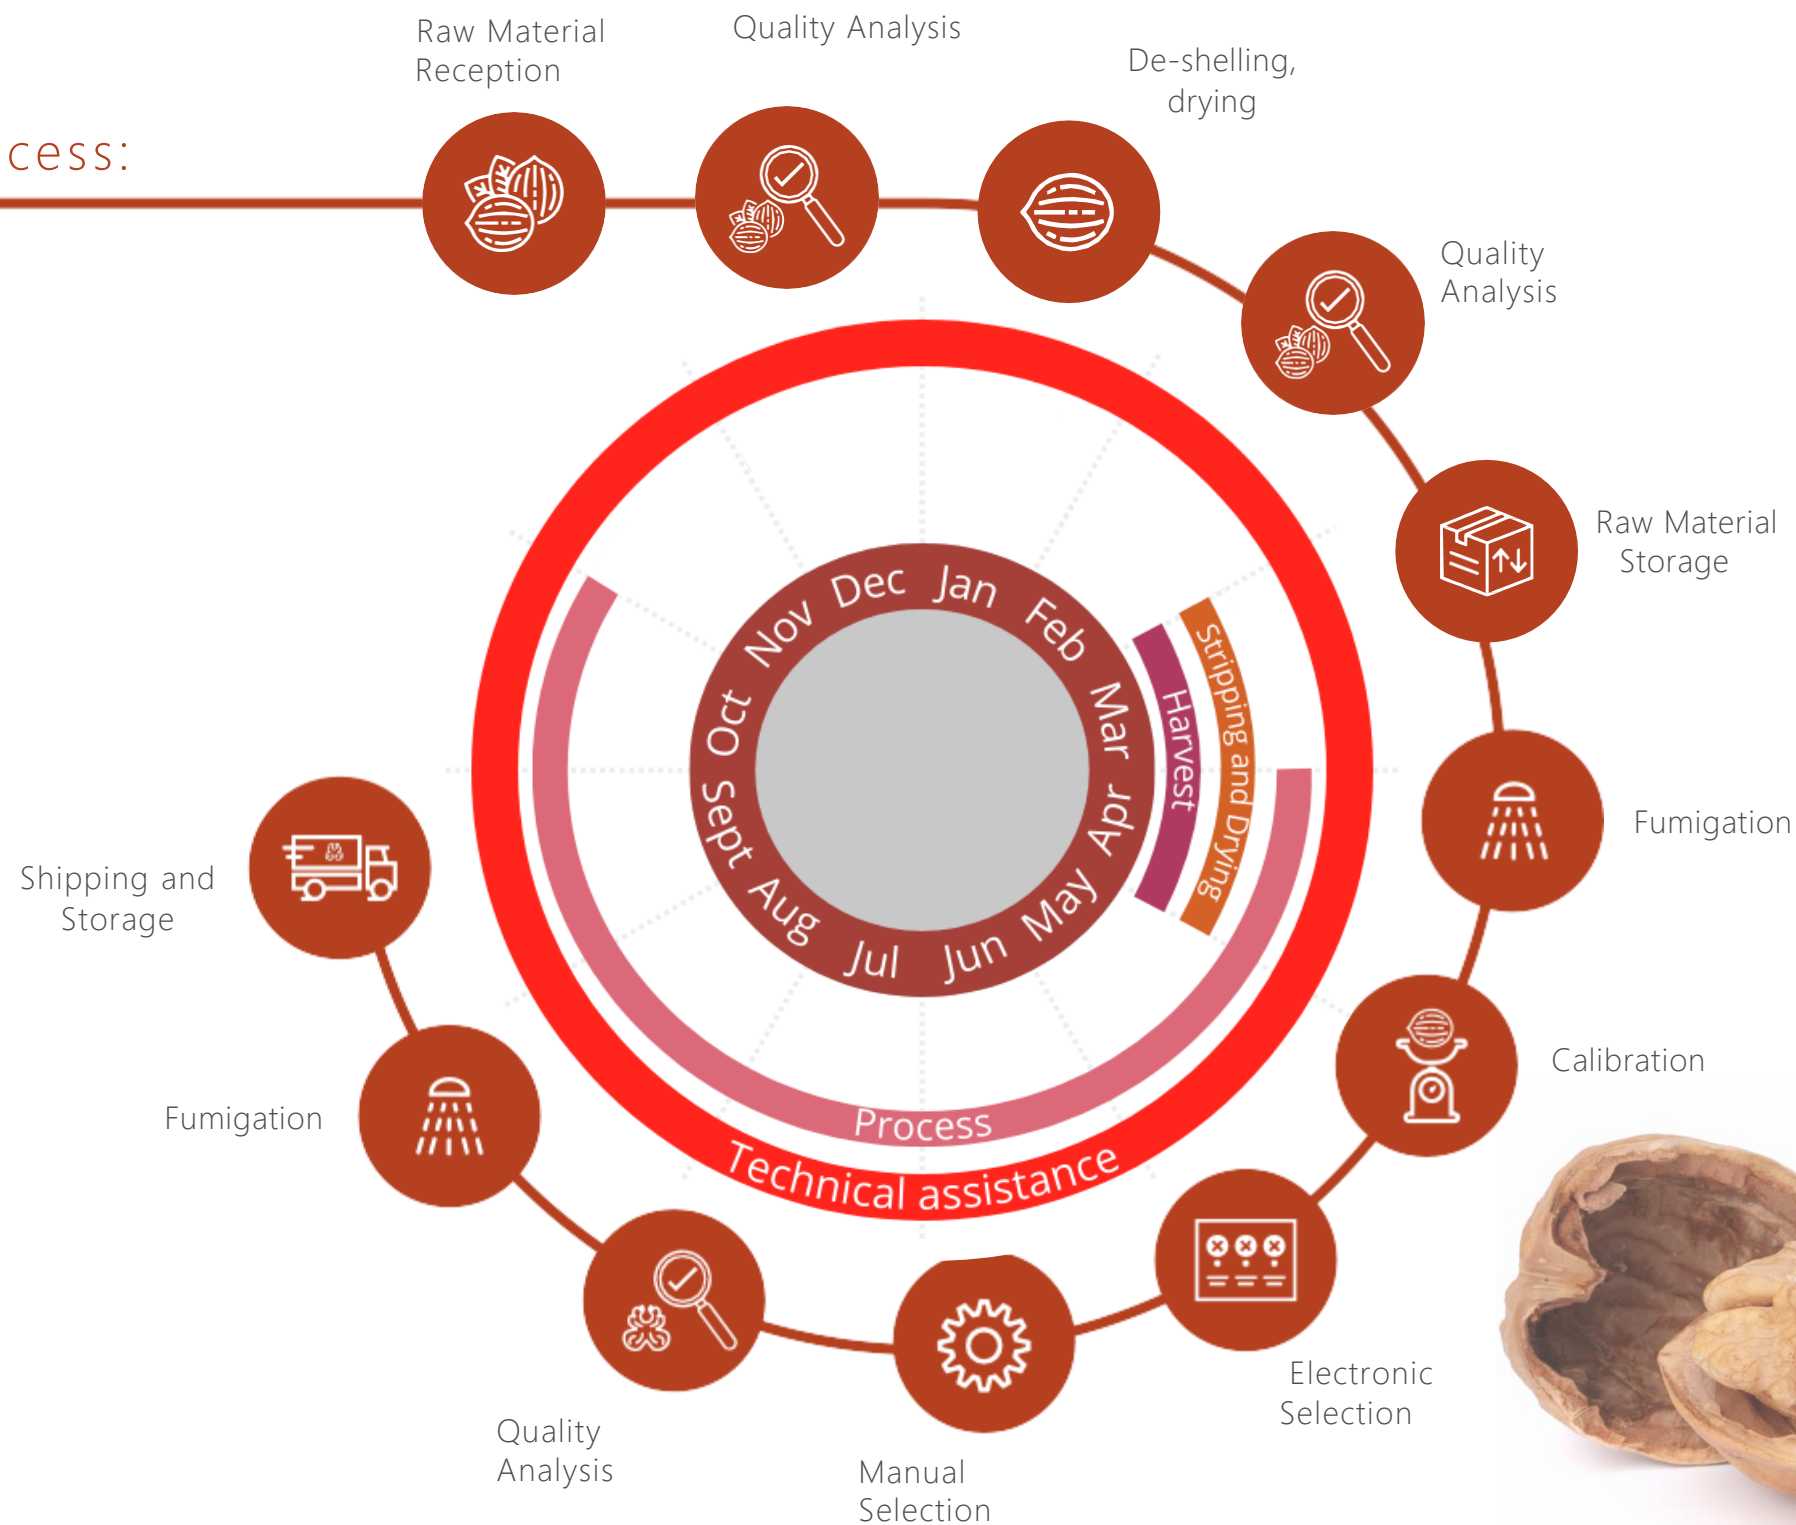 cess:
Raw Material
Reception
Quality Analysis
De-shelling,
drying
Quality
Analysis
Raw Material
Storage
Fumigation
Calibration
Electronic
Selection
Manual
Selection
Quality
Analysis
Fumigation
Shipping and
Storage
Jan
Feb
Mar
Apr
May
Jun
Jul
Aug
Sept
Oct
Nov
Dec
Harvest
Stripping and Drying
Process
Technical assistance